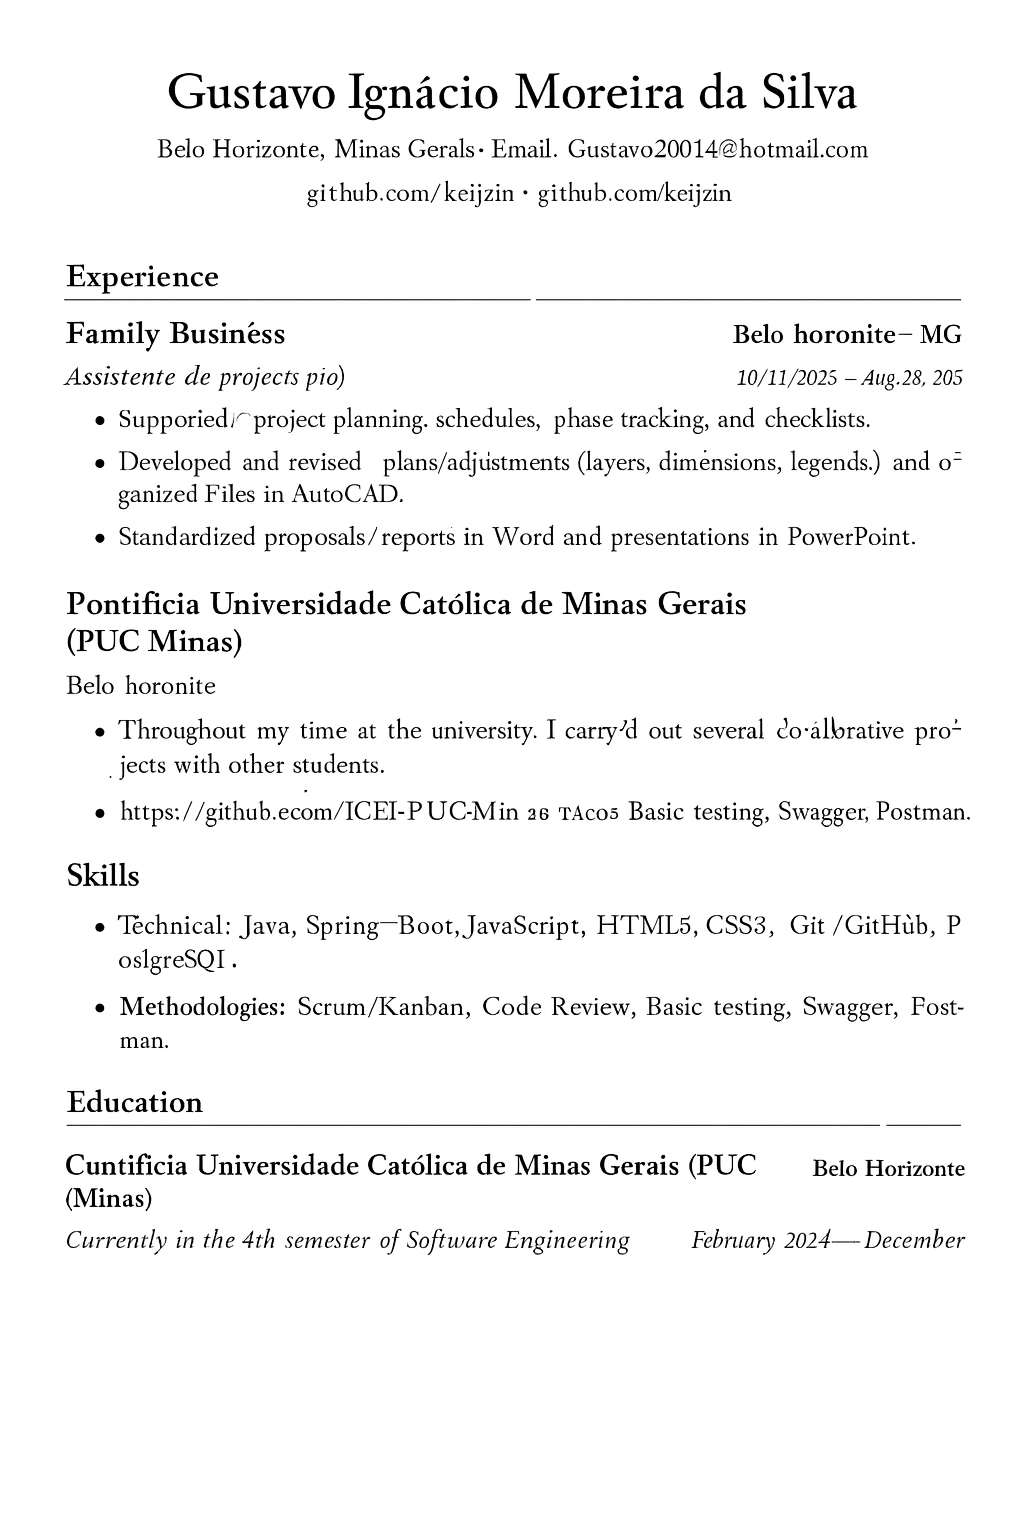 Gustavo Ignácio Moreira da Silva
Belo Horizonte, Minas Gerals · Email. Gustavo20014@hotmail.com
github.com/keijzin · github.com/keijzin
Experience
Family Businéss Belo horonite– MG
Assistente de projects pio) 10/11/2025 – Aug.28, 205
• Supporied project planning. schedules, phase tracking, and checklists.
• Developed and revised plans/adjustments (layers, dimensions, legends.) and o-
ganized Files in AutoCAD.
• Standardized proposals/reports in Word and presentations in PowerPoint.
Pontificia Universidade Católica de Minas Gerais
(PUC Minas)
Belo horonite
• Throughout my time at the university. I carry'd out several pro-
jects with other students.
• https://github.ecom/ICEI-PUC-Min 26 TAco5 Basic testing, Swagger, Postman.
Skills
• Technical: Java, Spring—Boot, JavaScript, HTML5, CSS3, Git /GitHùb, P
oslgreSQI .
• Methodologies: Scrum/Kanban, Code Review, Basic testing, Swagger, Fost-
man.
Education
Cuntificia Universidade Católica de Minas Gerais (PUC Belo Horizonte
(Minas)
Currently in the 4th semester of Software Engineering February 2024—December